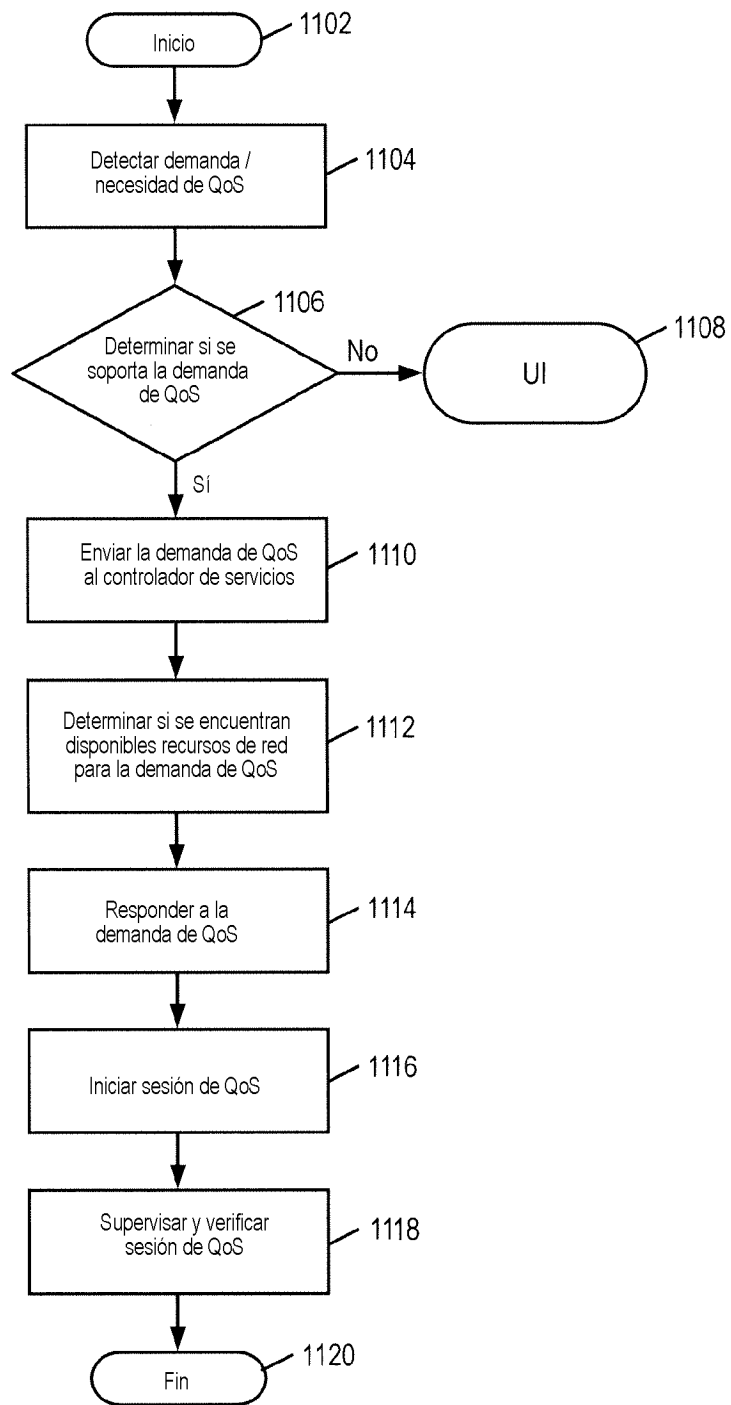 Inicio
1102
Detectar demanda /
necesidad de QoS
1104
1106
Determinar si se
soporta la demanda
de QoS
No
UI
1108
Sí
Enviar la demanda de QoS
al controlador de servicios
1110
Determinar si se encuentran
disponibles recursos de red
para la demanda de QoS
1112
Responder a la
demanda de QoS
1114
Iniciar sesión de QoS
1116
Supervisar y verificar
sesión de QoS
1118
Fin
1120